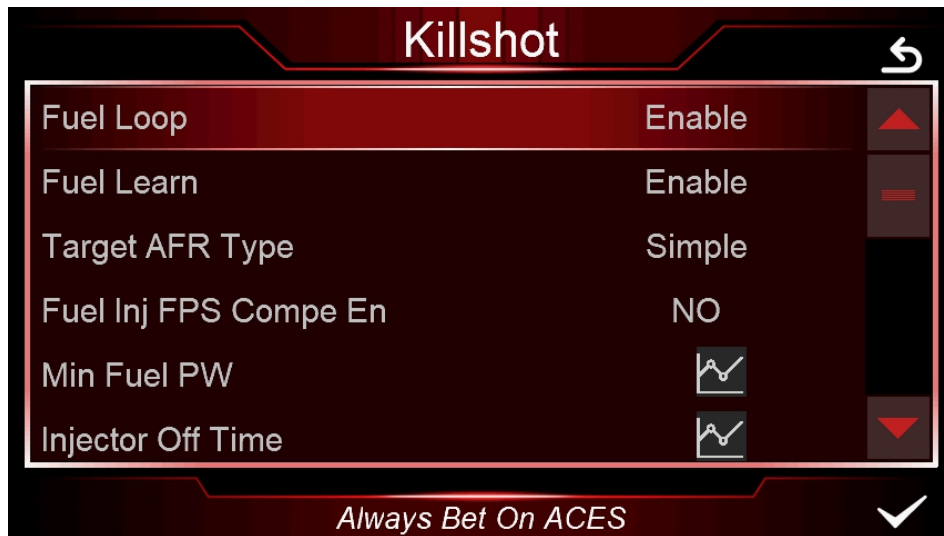 Killshot
Fuel Loop Enable
Fuel Learn Enable
Target AFR Type Simple
Fuel Inj FPS Compe En NO
Min Fuel PW
Injector Off Time
Always Bet On ACES